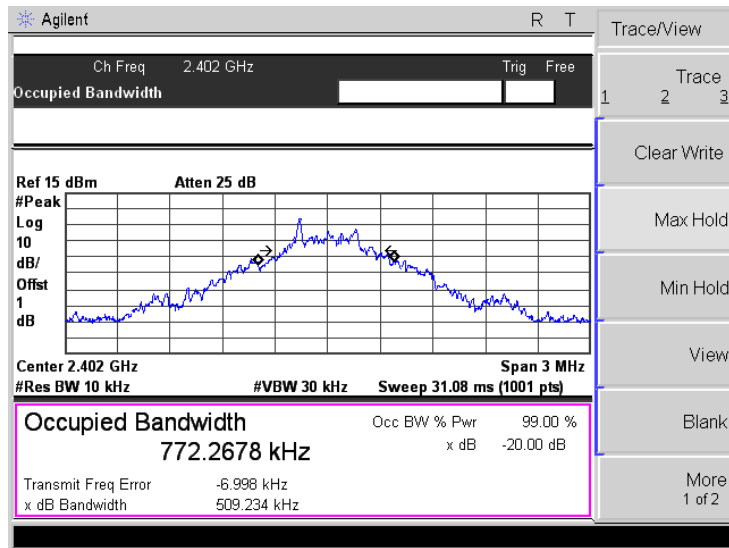 Agilent R T
Ch Freq 2.402 GHz Trig Free
Occupied Bandwidth
Ref 15 dBm Atten 25 dB
#Peak
Log
10
dB/
Offst
1
dB
Center 2.402 GHz Span 3 MHz
#Res BW 10 kHz #VBW 30 kHz Sweep 31.08 ms (1001 pts)
Occupied Bandwidth Occ BW % Pwr 99.00 %
772.2678 kHz x dB -20.00 dB
Transmit Freq Error -6.998 kHz
x dB Bandwidth 509.234 kHz
Trace/View
Trace
1 2 3
Clear Write
Max Hold
Min Hold
View
Blank
More
1 of 2